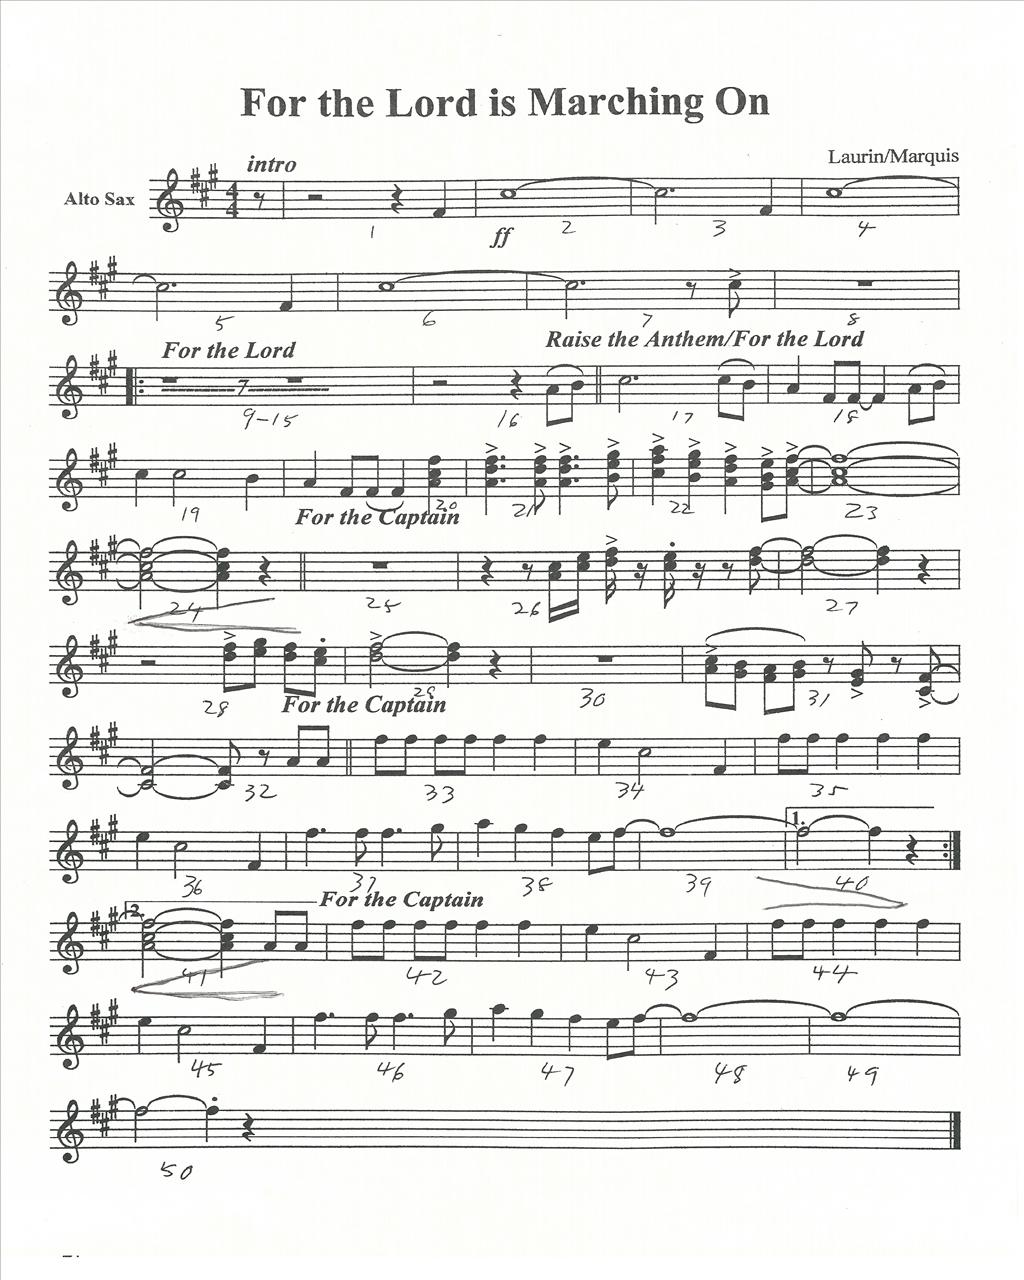 For the Lord is Marching On
Laurin/Marquis
intro
Alto Sax
4
4
1 2 3 4
ff
5 6 7 8
For the Lord Raise the Anthem/For the Lord
7
9-15 16 17 18
19 20 21 22 23
For the Captain
24 25 26 27
28 29 30 31
For the Captain
32 33 34 35
1.
36 37 38 39 40
2. For the Captain
41 42 43 44
45 46 47 48 49
50